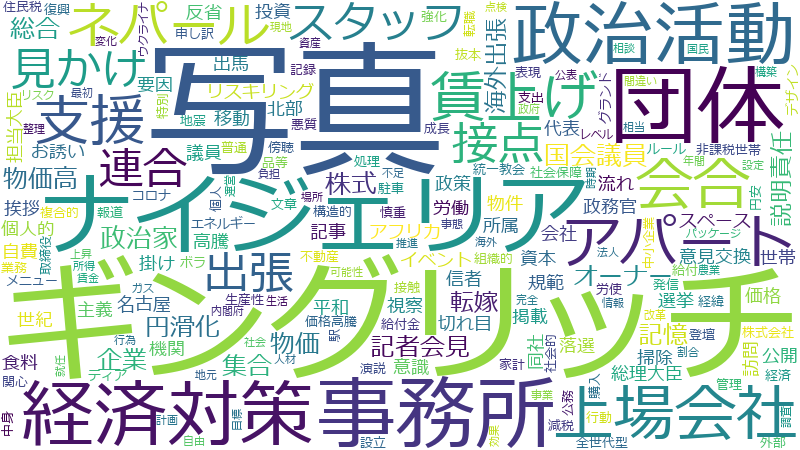 住民税
復興
ネパール
反省
投資
スタッフ
強化
点検
政治活動
総合
ウクライナ
変化
申し訳
資産
現地
転職
抜本
相談
国民
見かけ
写真
出馬
記録
海外出張
表現
公表
間違い
構築
デザイン
担当大臣
リスク
要因
リスキリング
賃上げ
支出
政府
グランド
団体
最初
特別
地震
移動
北部
悪質
成長
レベル
相当
整理
支援
議員
傍聴
代表
ルール
非課税世帯
お誘い
普通
品等
処理
不足
接点
国会議員
年間
設定
説明責任
物価高
連合
個人
負担
株式
政策
統一教会
社会保障
会合
円安
挨拶
コロナ
場所
駐車
流れ
複合的
報道
エネルギー
文章
構造的
慎重
労働
物件
政務官
スペース
個人的
政治家
ナイジェリア
記事
アフリカ
事態
所属
アパート
パッケージ
自費
上昇
高騰
推進
海外
会社
中小企業
世帯
業務
取締役
所得
賃金
掛け
ボラ
不動産
イベント
組織的
資本
オーナー
意見交換
メニュー
ガス
出張
可能性
法人
給付
農業
主義
生産性
生活
接触
信者
規範
労使
発信
経緯
価格
世紀
名古屋
内閣府
平和
視察
完全
情報
選挙
ギングリッチ
円滑化
物価
価格高騰
給付金
転嫁
切れ目
掲載
改革
記憶
登壇
株式会社
行為
社会
駅
記者会見
同社
社会的
落選
訪問
食料
企業
機関
集合
人材
演説
意識
家計
掃除
割合
公開
関心
就任
アイデア
地元
総理大臣
購入
管理
経済
中身
経済対策
事務所
上場会社
行動
調査
計画
自由
目標
設立
効果
事業
減税
公務
全世代型
外部